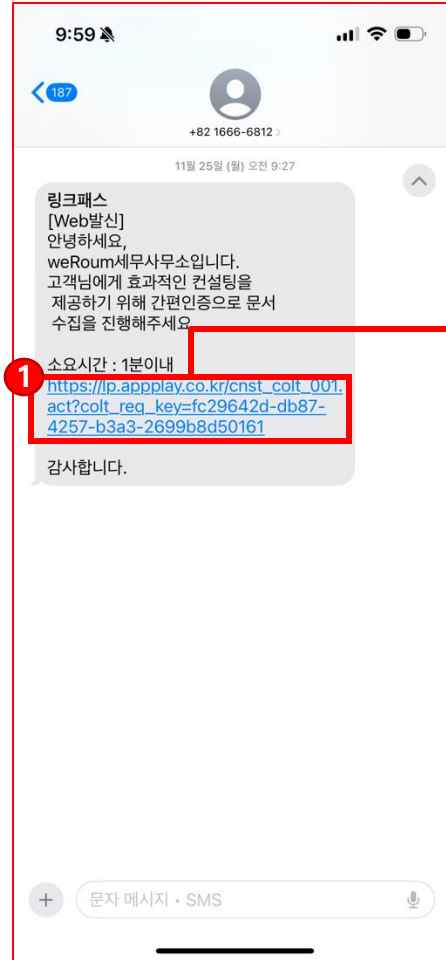 9:59
187
+82 1666-6812 >
11월 25일 (월) 오전 9:27
링크패스
[Web발신]
안녕하세요,
weRoum세무사무소입니다.
고객님에게 효과적인 컨설팅을
제공하기 위해 간편인증으로 문서
수집을 진행해주세요
소요시간 : 1분이내
1
https://lp.appplay.co.kr/cnst_colt_001.
act?colt_req_key=fc29642d-db87-
4257-b3a3-2699b8d50161
감사합니다.
문자 메시지 • SMS